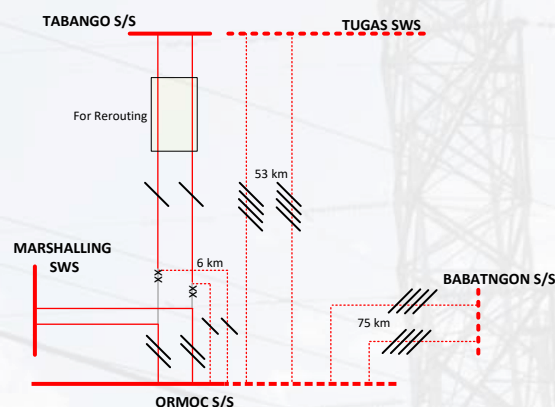 TABANGO S/S
TUGAS SWS
For Rerouting
53 km
MARSHALLING
SWS
6 km
BABATNGON S/S
75 km
ORMOC S/S